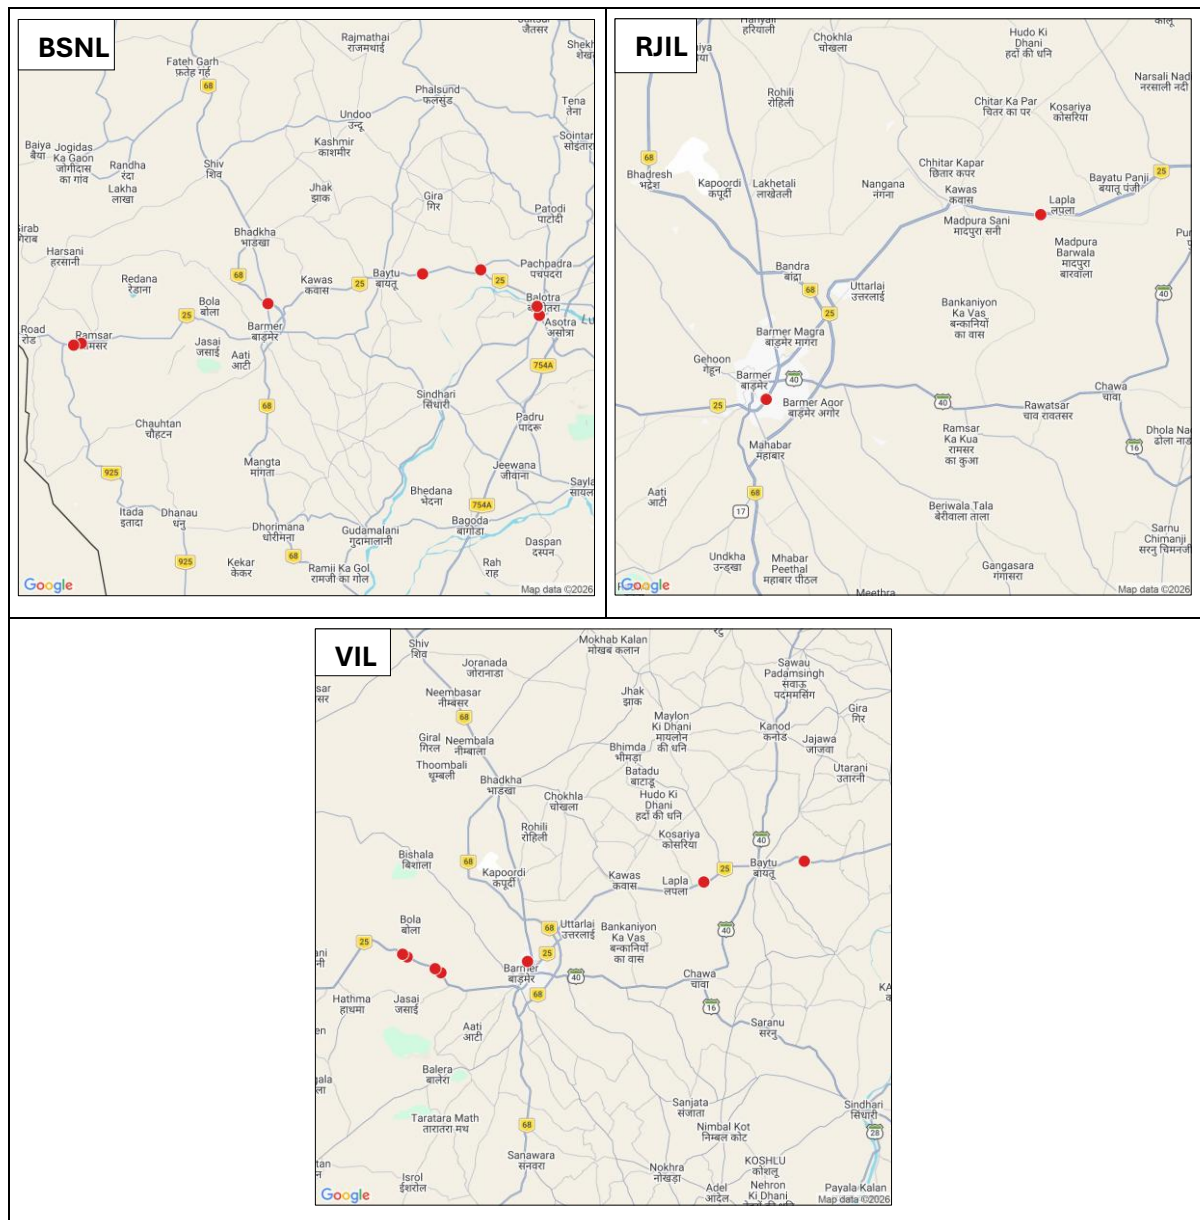 BSNL
जैतसर
Rajmathai
राजमथाई
Fateh Garh
फ़तेह गर्ह
68
Phalsund
फलसुंड
Tena
तेना
Undoo
उन्दू
Kashmir
काशमीर
Baiya
बैया
Jogidas
Ka Gaon
जोगीदास
का गांव
Randha
रंदा
Lakha
लाखा
Shiv
शिव
Jhak
झाक
Gira
गिर
Patodi
पाटोदी
Bhadkha
भाडखा
Harsani
हरसानी
Redana
रेडाना
68
Kawas
कवास
25
Baytu
बायतू
Pachpadra
पचपदरा
25
Bola
बोला
25
Balotra
Asotra
असोत्रा
Road
रोड
Ramsar
Jasai
जसाई
Barmer
बाड़मेर
Aati
आटी
754A
Sindhari
सिंधारी
68
Chauhtan
चौहटन
Padru
पादरू
Mangta
मांगता
925
Jeewana
जीवाना
Bhedana
भेदना
754A
Itada
इतादा
Dhanau
धनु
Dhorimana
धोरीमना
Gudamalani
गुदामालानी
Bagoda
बागोडा
Daspan
दस्पन
925
Kekar
केकर
68
Ramji Ka Gol
रामजी का गोल
Rah
राह
Google
Map data ©2026
RJIL
हरियाली
Chokhla
चोखला
Hudo Ki
Dhani
हदों की धनि
Narsali Nadi
नरसाली नदी
Rohili
रोहिली
Chitar Ka Par
चितर का पर
Kosariya
कोसरिया
68
Bhadresh
भद्रेश
Kapoordi
कपूर्दी
Lakhetali
लाखेतली
Nangana
नंगना
Chhitar Kapar
छितार कपर
Kawas
कवास
Bayatu Panji
बयातू पंजी
25
Lapla
लपला
Madpura Sani
मादपुरा सनी
Madpura
Barwala
मादपुरा
बारवाला
Bandra
बांद्रा
68
Uttarlai
उत्तरलाई
40
Bankaniyon
Ka Vas
बन्कानियों
का वास
25
Barmer Magra
बाड़मेर मागरा
Gehoon
गेहून
Barmer
बाड़मेर
40
Barmer Agor
बाड़मेर अगोर
25
40
Chawa
चावा
Rawatsar
चाव रावतसर
Mahabar
महाबार
Ramsar
Ka Kua
रामसर
का कुआ
16
Aati
आटी
68
17
Beriwala Tala
बेरीवाला ताला
Sarnu
Chimanji
सरनु चिमनजी
Undkha
उन्ड्खा
Mhabar
Peethal
महाबार पीठल
Gangasara
गंगासरा
Meethra
Google
Map data ©2026
VIL
Shiv
शिव
Mokhab Kalan
मोखब कलान
Joranada
जोरानाडा
Sawau
Padamsingh
सवाऊ
पदममसिंग
Neembasar
नीम्बसर
68
Jhak
झाक
Gira
गिर
Maylon
Ki Dhani
मायलोन
की धनि
Kanod
कनोड
Jajawa
जाजवा
Giral
गिरल
Neembala
नीम्बाला
Thoombali
थूम्बली
Bhimda
भीमड़ा
Utarani
उतारनी
Bhadkha
भाडखा
Batadu
बाटाडू
Chokhla
चोखला
Hudo Ki
Dhani
हदों की धनि
Rohili
रोहिली
Kosariya
कोसरिया
40
Bishala
बिशाला
68
Kapoordi
कपूर्दी
Kawas
कवास
Lapla
लपला
25
Baytu
बायतू
Bola
बोला
25
68
Uttarlai
उत्तरलाई
25
Bankaniyon
Ka Vas
बन्कानियों
का वास
40
Barmer
बाड़मेर
40
Chawa
चावा
68
Hathma
हाथमा
Jasai
जसाई
16
Aati
आटी
Saranu
सरनु
Balera
बालेरा
Sanjata
संजाता
Sindhari
सिंधारी
Taratara Math
तारातरा मथ
68
Nimbal Kot
निम्बल कोट
28
Sanawara
सनवरा
Isrol
ईशरोल
Nokhra
नोखड़ा
KOSHLU
कोशलू
Adel
आदेल
Nehron
Ki Dhani
Payala Kalan
Google
Map data ©2026